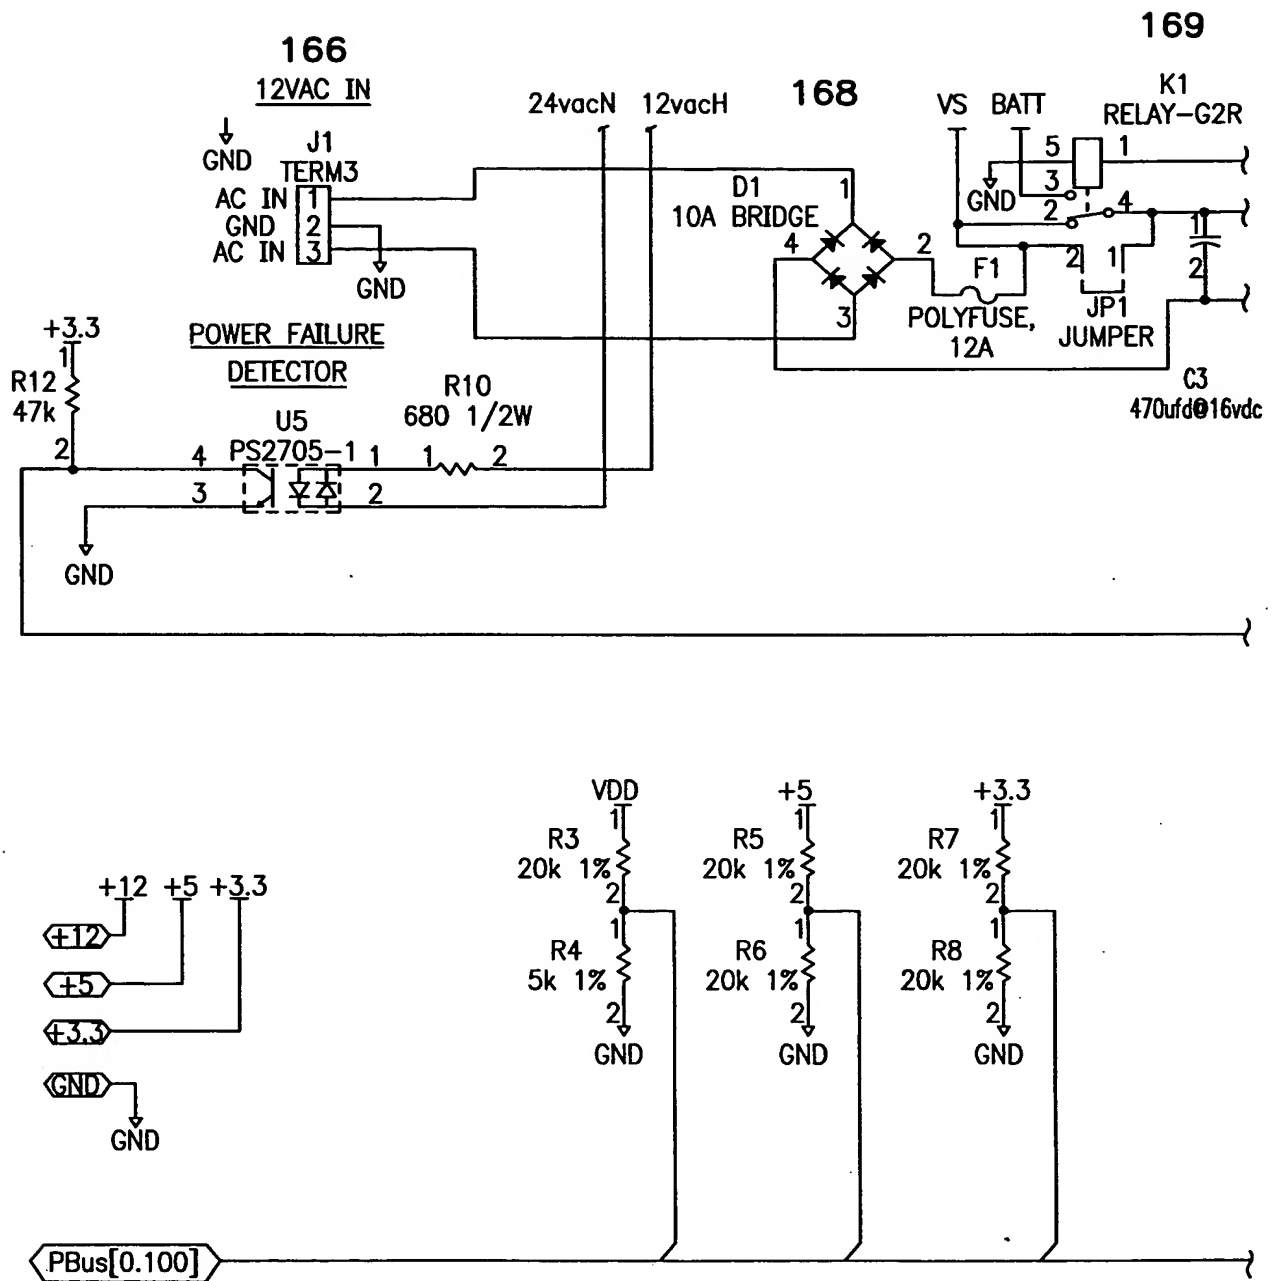 169
166
12VAC IN
168
K1
RELAY-G2R
24vacN 12vacH
VS BATT
GND
J1
TERM3
AC IN 1
GND 2
AC IN 3
GND
D1
10A BRIDGE
1
4
2
3
F1
POLYFUSE,
12A
5
1
3
GND
2
4
2
1
JP1
JUMPER
1
2
C3
470ufd@16vdc
+3.3
1
R12
47k
2
POWER FAILURE
DETECTOR
U5
PS2705-1
R10
680 1/2W
4
1
1
2
3
2
GND
VDD
1
R3
20k 1%
2
1
R4
5k 1%
2
GND
+5
1
R5
20k 1%
2
1
R6
20k 1%
2
GND
+3.3
1
R7
20k 1%
2
1
R8
20k 1%
2
GND
+12 +5 +3.3
+12
+5
+3.3
GND
GND
PBus[0.100]